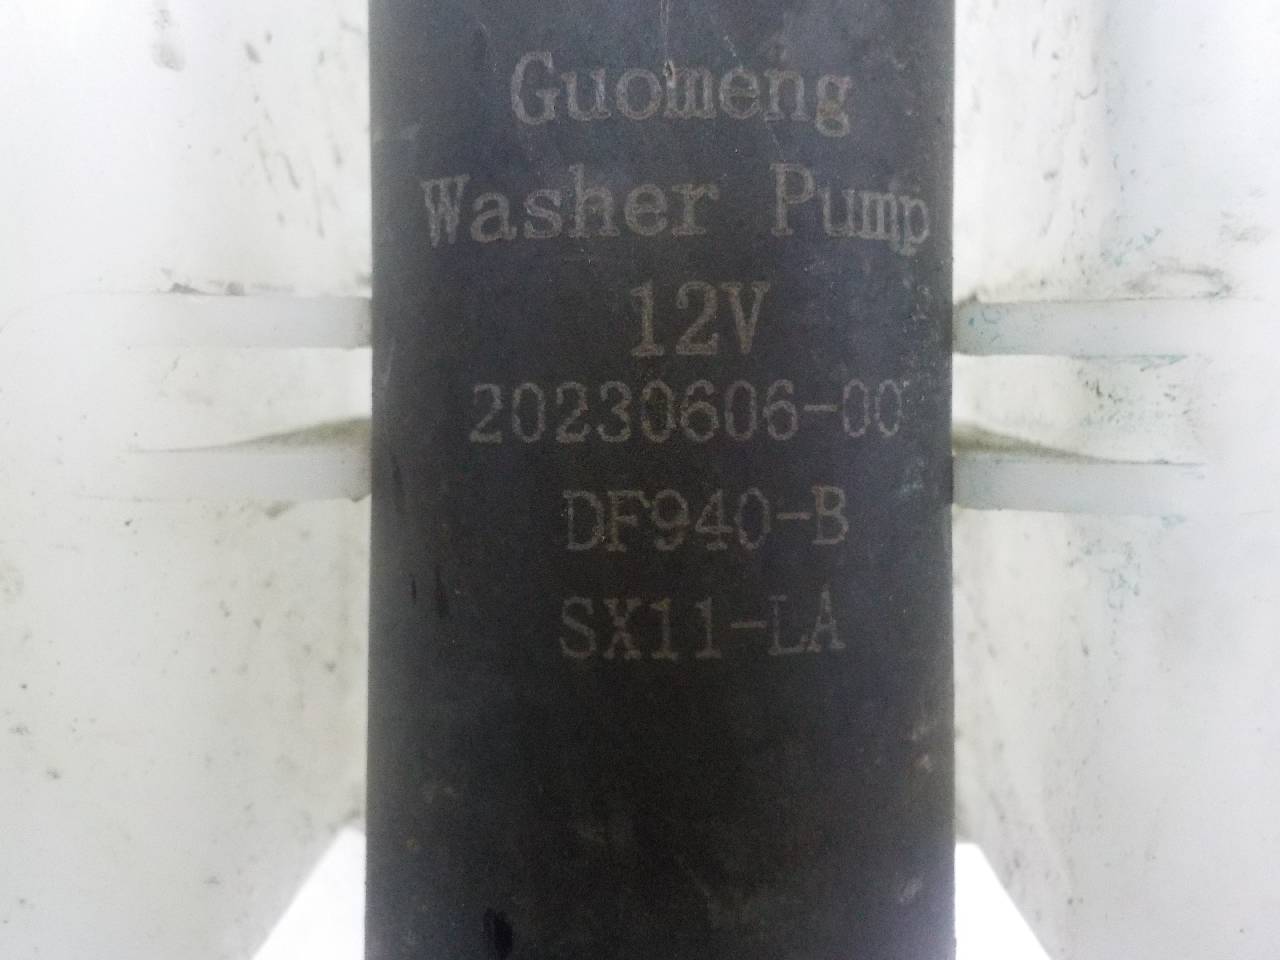 Guomeng
Washer Pump
12V
20230606-00
DF940-B
SX11-LA